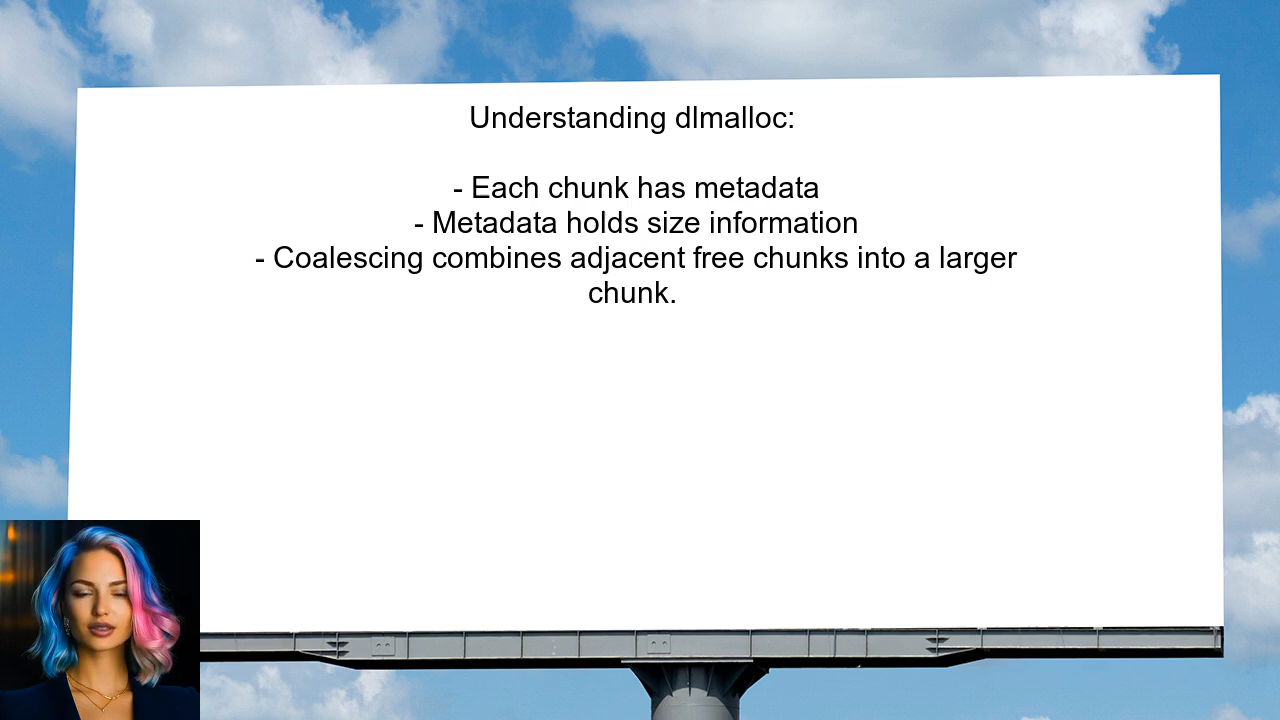 Understanding dlmalloc:
- Each chunk has metadata
- Metadata holds size information
- Coalescing combines adjacent free chunks into a larger
chunk.